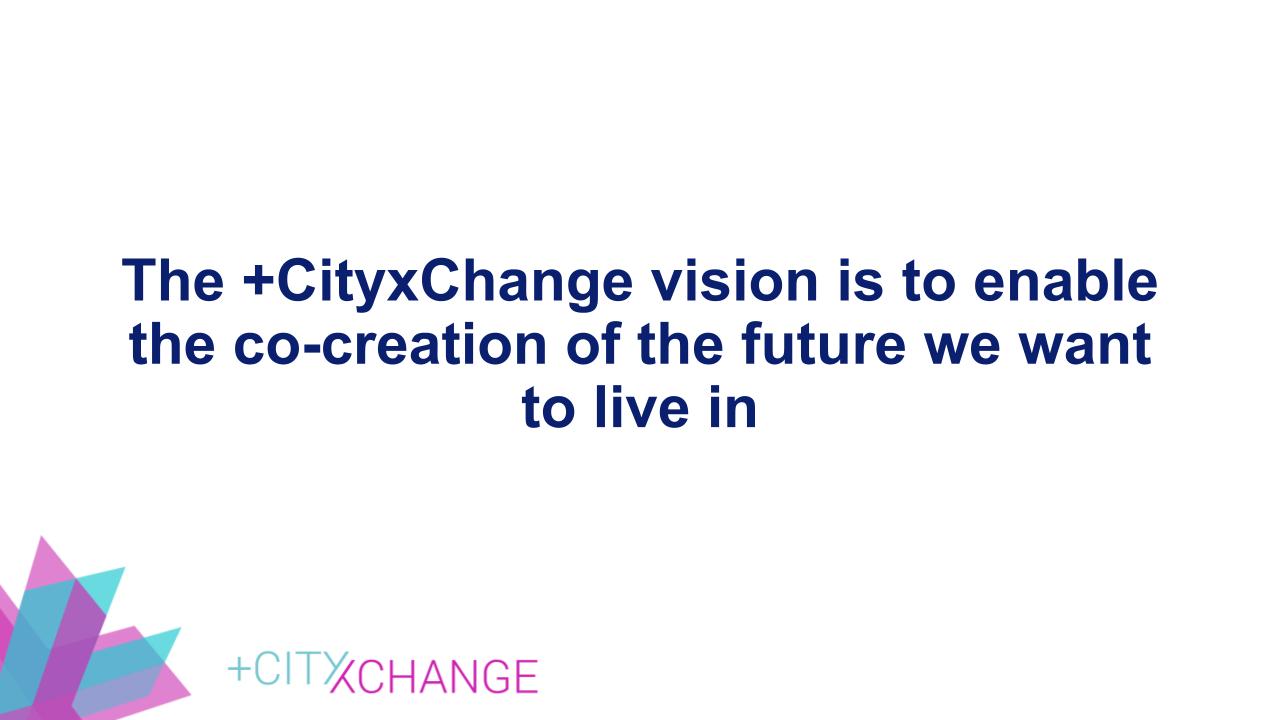 The +CityxChange vision is to enable
the co-creation of the future we want
to live in
+CITYXCHANGE